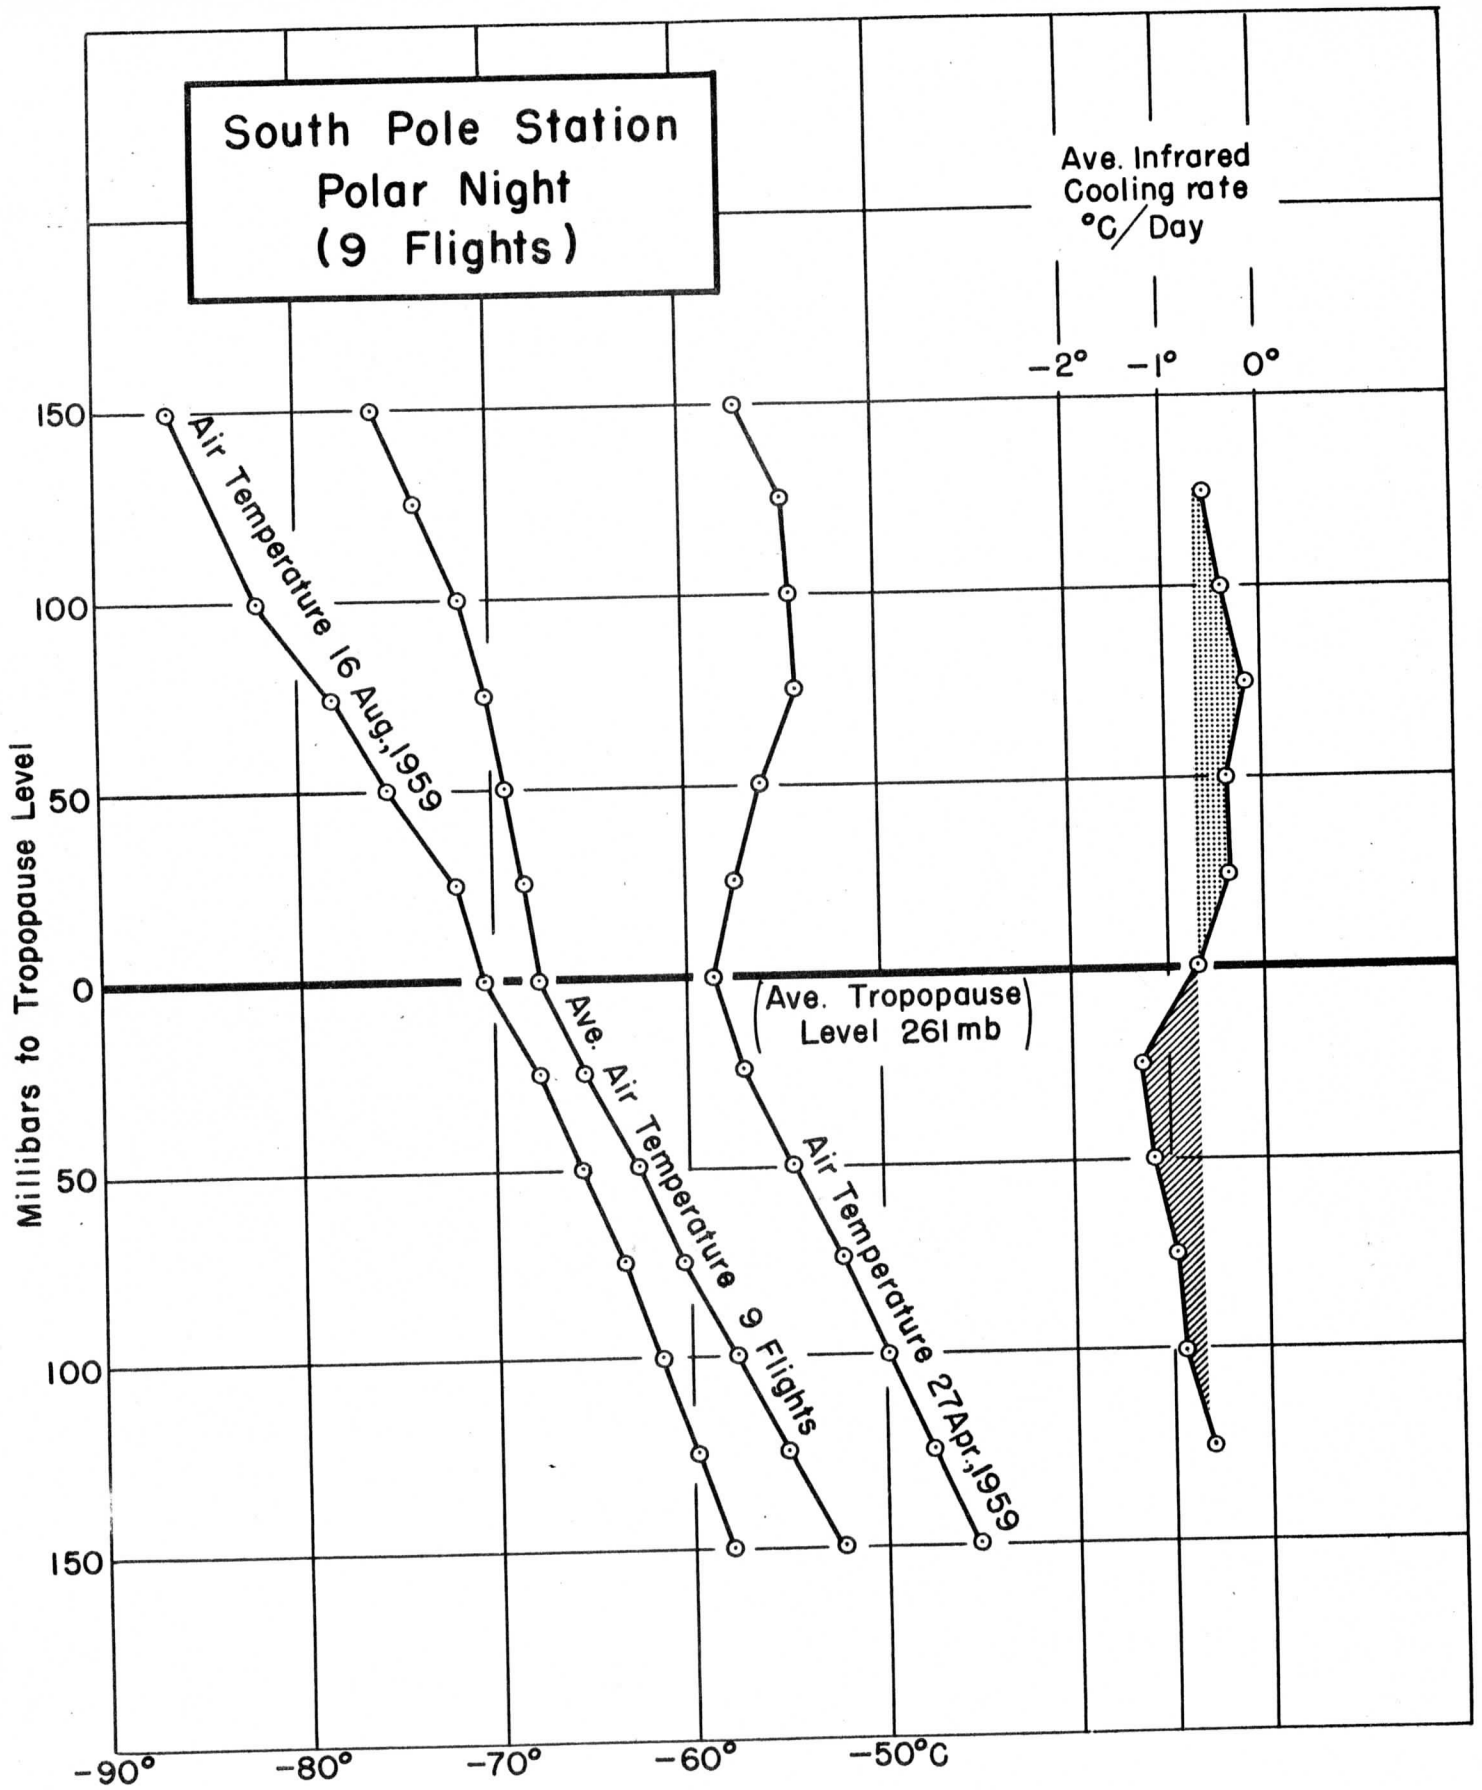 South Pole Station
Polar Night
(9 Flights)
Ave. Infrared
Cooling rate
°C/Day
-2° -1° 0°
150
100
50
0
50
100
150
Millibars to Tropopause Level
Air Temperature 16 Aug.,1959
Ave. Air Temperature 9 Flights
Air Temperature 27 Apr.,1959
(Ave. Tropopause
Level 261 mb)
-90° -80° -70° -60° -50°C